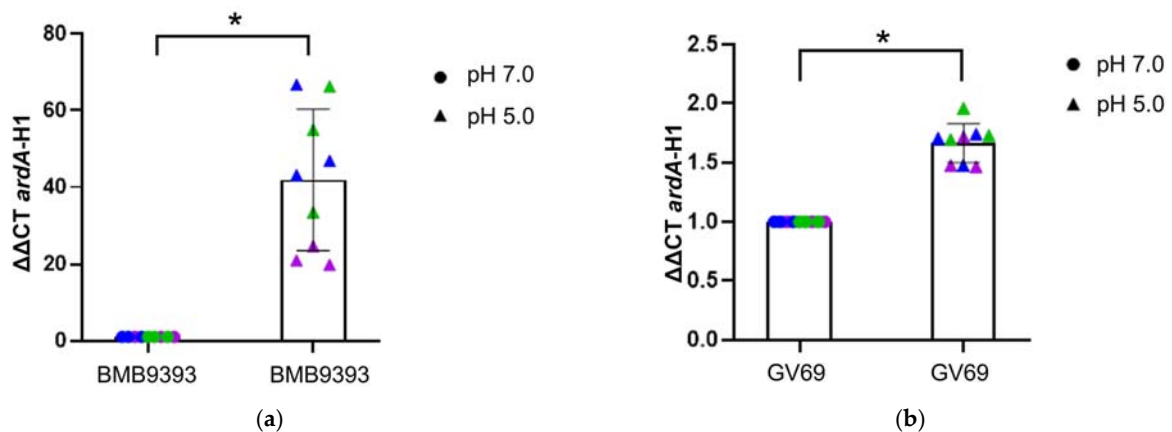 *
80
60
40
20
0
ΔΔCT ardA-H1
● pH 7.0
▲ pH 5.0
BMB9393 BMB9393
(a)
*
2.5
2.0
1.5
1.0
0.5
0.0
ΔΔCT ardA-H1
● pH 7.0
▲ pH 5.0
GV69 GV69
(b)